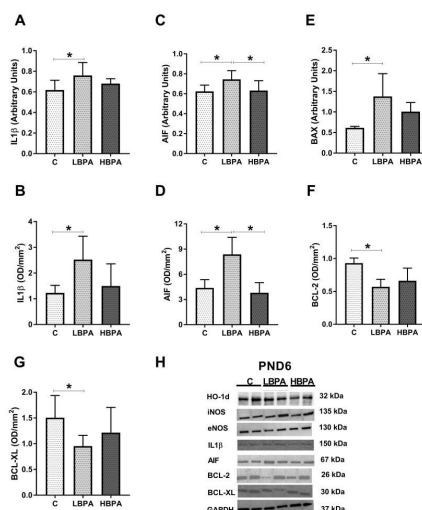 A
IL1β (Arbitrary Units)
1.2
1.0
0.8
0.6
0.4
0.2
0.0
*
C LBPA HBPA
C
AIF (Arbitrary Units)
1.2
1.0
0.8
0.6
0.4
0.2
0.0
* *
C LBPA HBPA
E
BAX (Arbitrary Units)
2.5
2.0
1.5
1.0
0.5
0.0
*
C LBPA HBPA
B
IL1β (OD/mm²)
4
3
2
1
0
*
C LBPA HBPA
D
AIF (OD/mm²)
15
10
5
0
* *
C LBPA HBPA
F
BCL-2 (OD/mm²)
1.5
1.0
0.5
0.0
*
C LBPA HBPA
G
BCL-XL (OD/mm²)
2.0
1.5
1.0
0.5
0.0
*
C LBPA HBPA
H
PND6
C LBPA HBPA
HO-1d 32 kDa
iNOS 135 kDa
eNOS 130 kDa
IL1β 150 kDa
AIF 67 kDa
BCL-2 26 kDa
BCL-XL 30 kDa
GAPDH 37 kDa